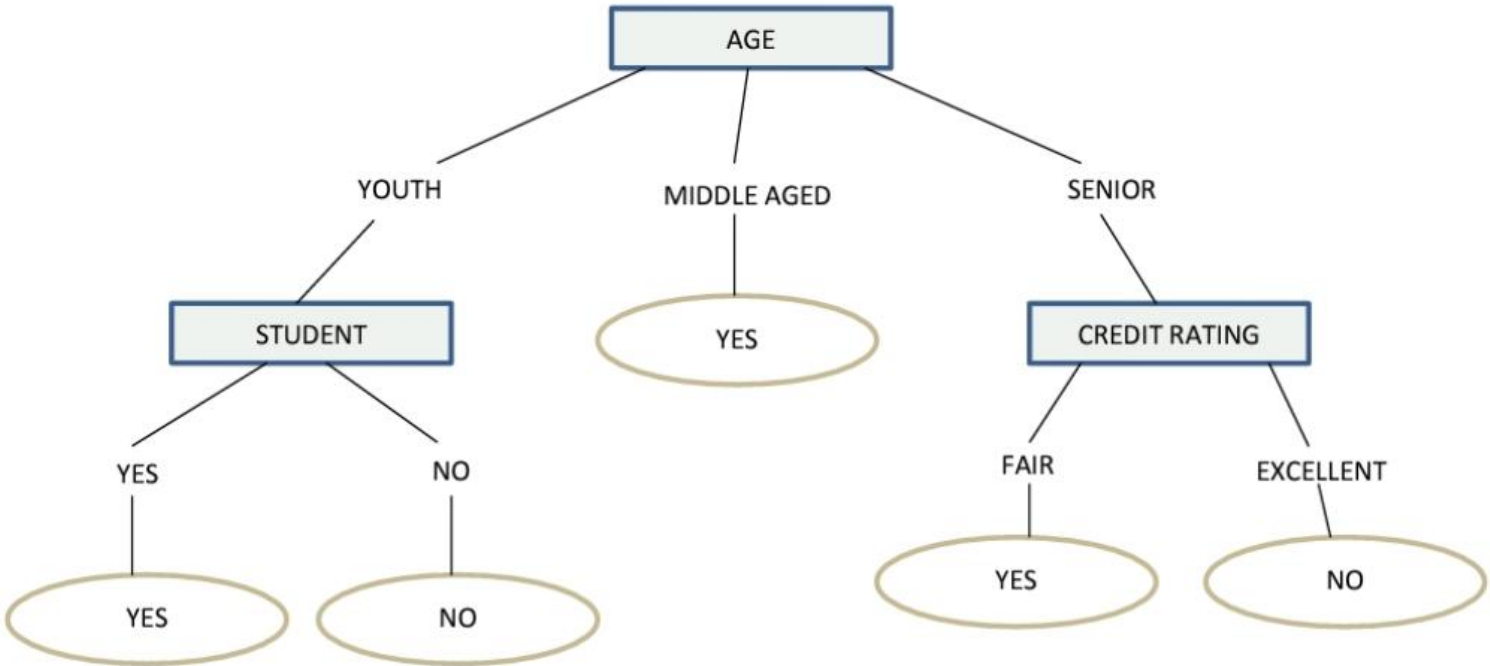 AGE
YOUTH
MIDDLE AGED
SENIOR
STUDENT
YES
CREDIT RATING
YES
NO
FAIR
EXCELLENT
YES
NO
YES
NO